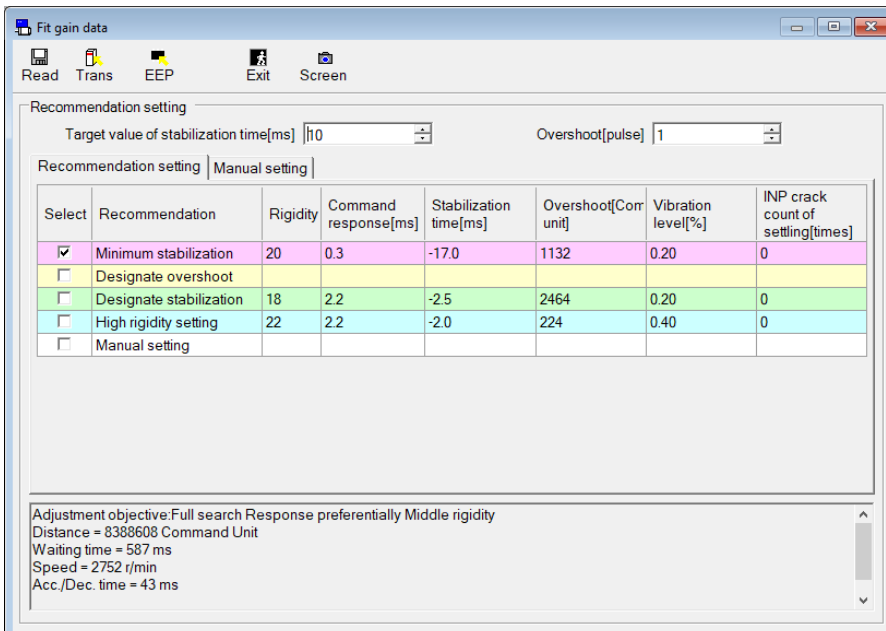 Fit gain data
Read Trans EEP Exit Screen
Recommendation setting
Target value of stabilization time[ms] 10 Overshoot[pulse] 1
Recommendation setting Manual setting
Select Recommendation Rigidity Command response[ms] Stabilization time[ms] Overshoot[Com unit] Vibration level[%] INP crack count of settling[times]
Minimum stabilization 20 0.3 -17.0 1132 0.20 0
Designate overshoot
Designate stabilization 18 2.2 -2.5 2464 0.20 0
High rigidity setting 22 2.2 -2.0 224 0.40 0
Manual setting
Adjustment objective:Full search Response preferentially Middle rigidity
Distance = 8388608 Command Unit
Waiting time = 587 ms
Speed = 2752 r/min
Acc./Dec. time = 43 ms